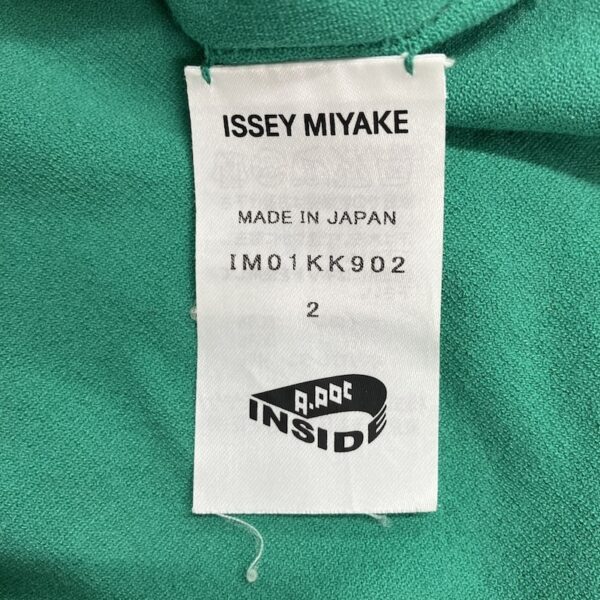 ISSEY MIYAKE
MADE IN JAPAN
IM01KK902
2
A.POC
INSIDE